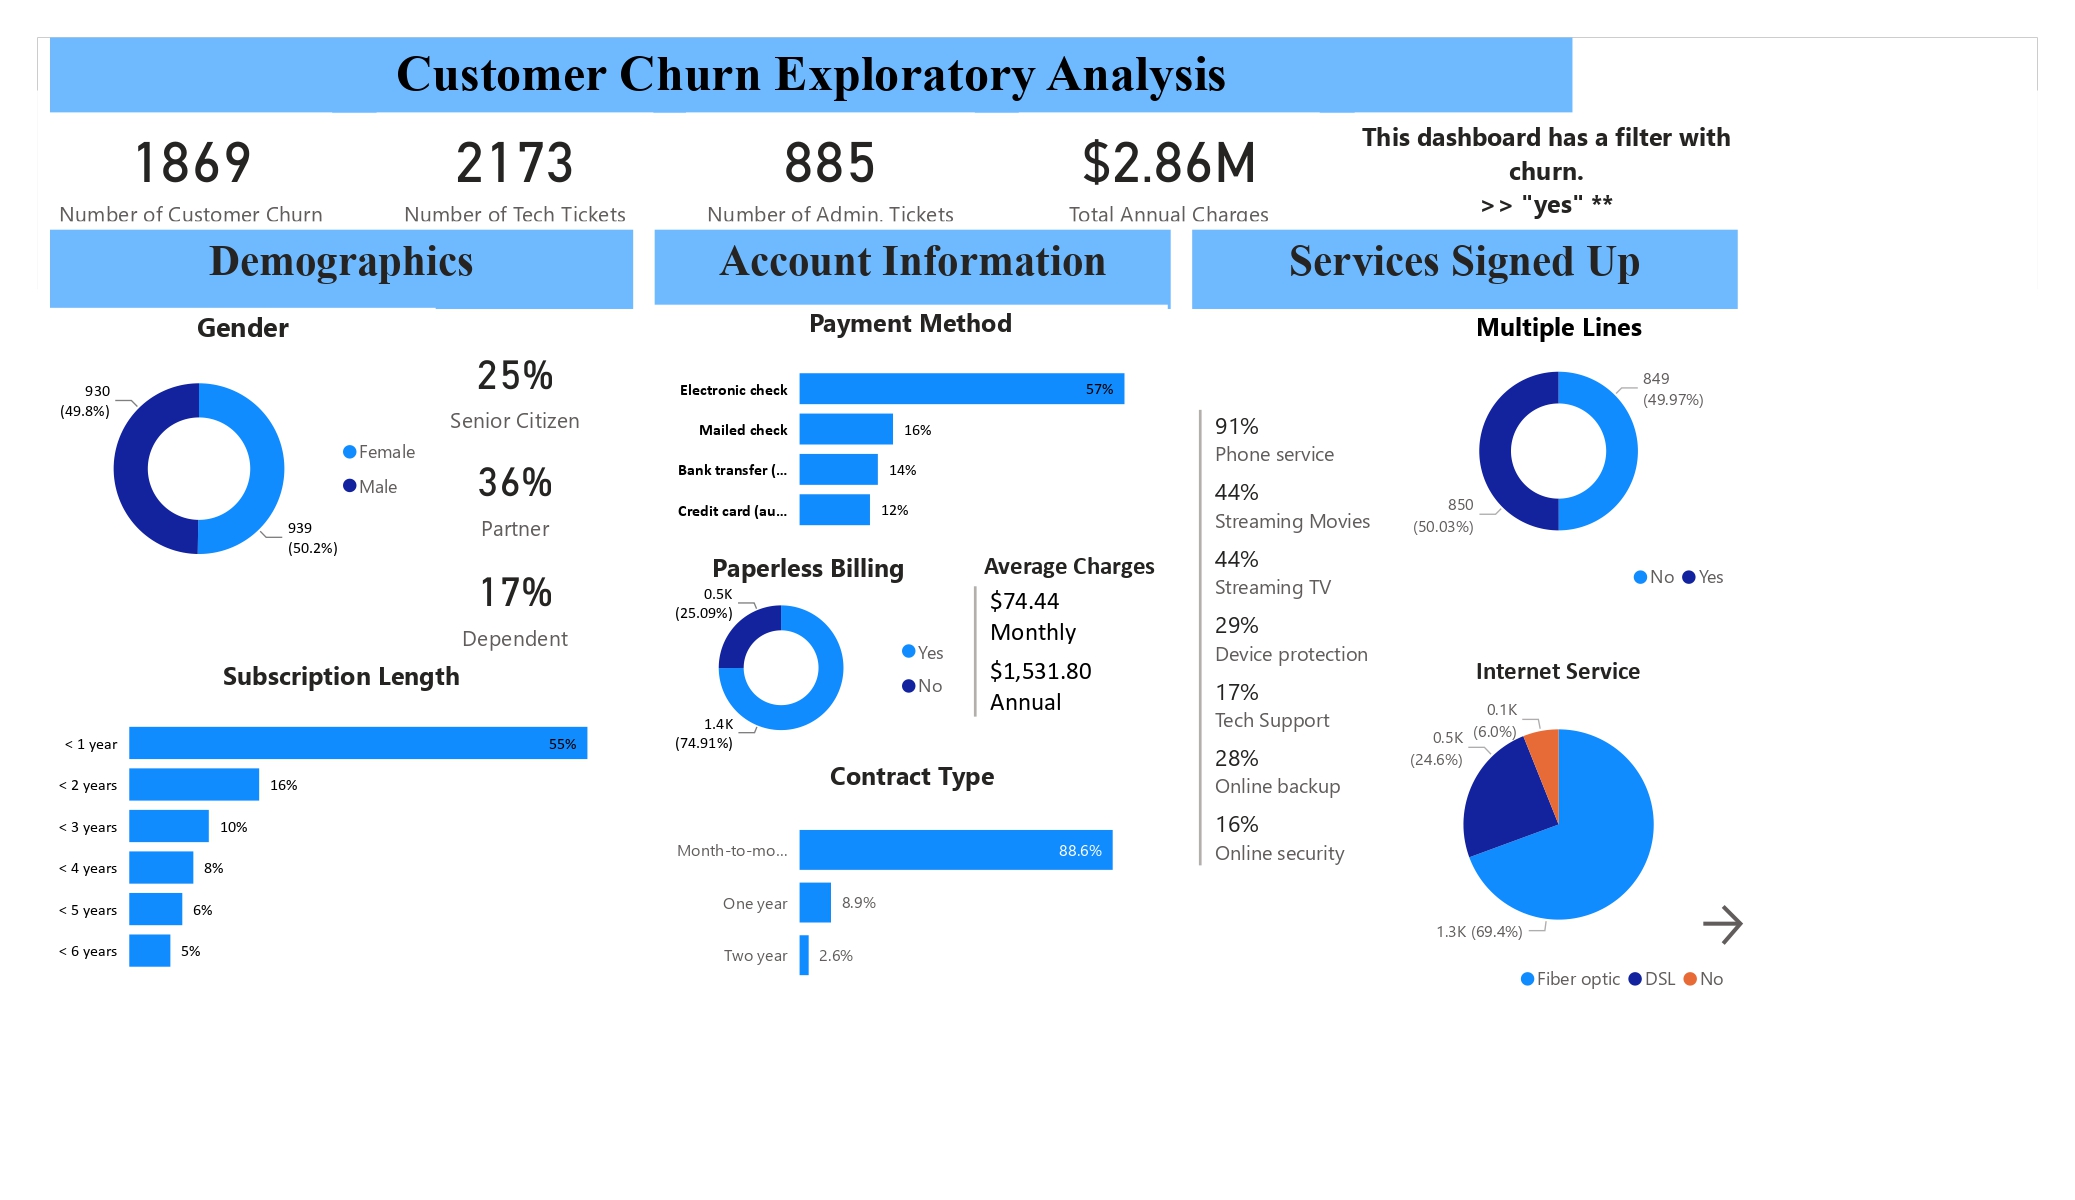 Customer Churn Exploratory Analysis
1869
Number of Customer Churn
2173
Number of Tech Tickets
885
Number of Admin. Tickets
$2.86M
Total Annual Charges
This dashboard has a filter with
churn.
>> "yes" **
Demographics
Gender
930
(49.8%)
939
(50.2%)
Female
Male
25%
Senior Citizen
36%
Partner
17%
Dependent
Subscription Length
< 1 year 55%
< 2 years 16%
< 3 years 10%
< 4 years 8%
< 5 years 6%
< 6 years 5%
Account Information
Payment Method
Electronic check 57%
Mailed check 16%
Bank transfer (... 14%
Credit card (au... 12%
Paperless Billing
0.5K
(25.09%)
1.4K
(74.91%)
Yes
No
Average Charges
$74.44
Monthly
$1,531.80
Annual
Contract Type
Month-to-mo... 88.6%
One year 8.9%
Two year 2.6%
Services Signed Up
91%
Phone service
44%
Streaming Movies
44%
Streaming TV
29%
Device protection
17%
Tech Support
28%
Online backup
16%
Online security
Multiple Lines
849
(49.97%)
850
(50.03%)
No Yes
Internet Service
0.1K
(6.0%)
0.5K
(24.6%)
1.3K (69.4%)
Fiber optic DSL No